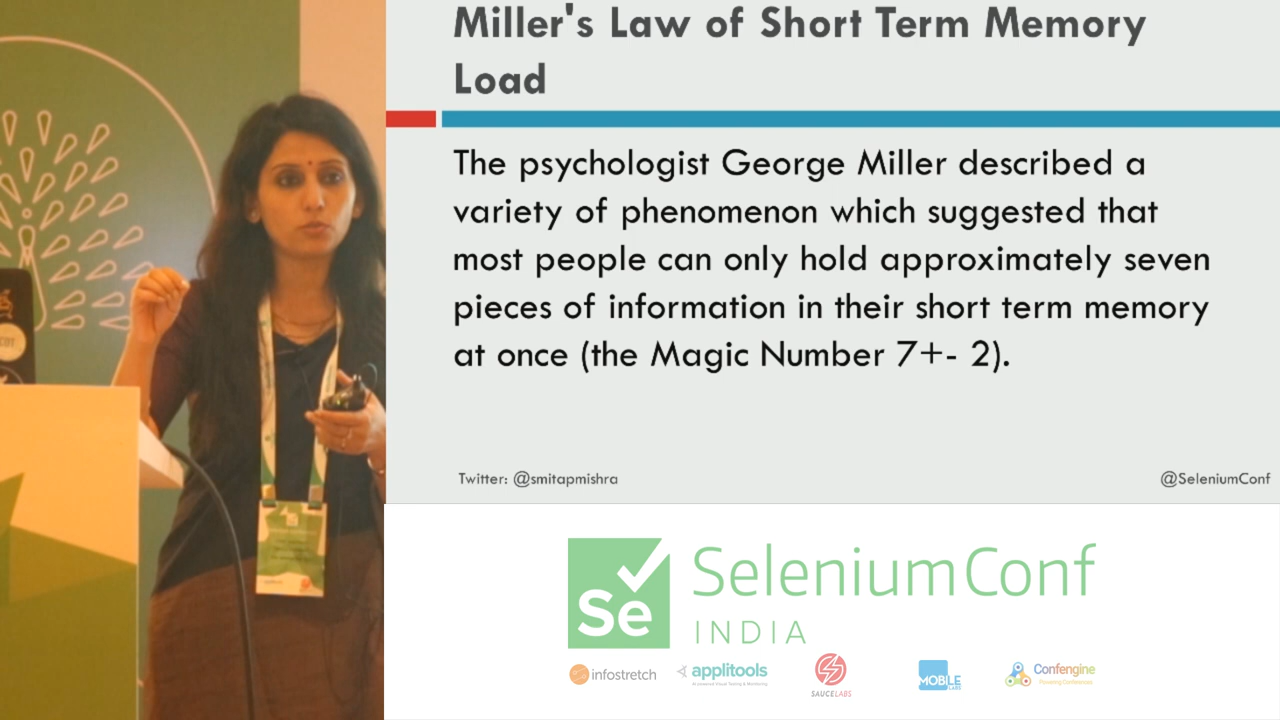 Miller's Law of Short Term Memory
Load
The psychologist George Miller described a
variety of phenomenon which suggested that
most people can only hold approximately seven
pieces of information in their short term memory
at once (the Magic Number 7+- 2).
Twitter: @smitapmishra
@SeleniumConf
Se
SeleniumConf
INDIA
infostretch
applitools
SAUCELABS
MOBILE
LABS
Confengine